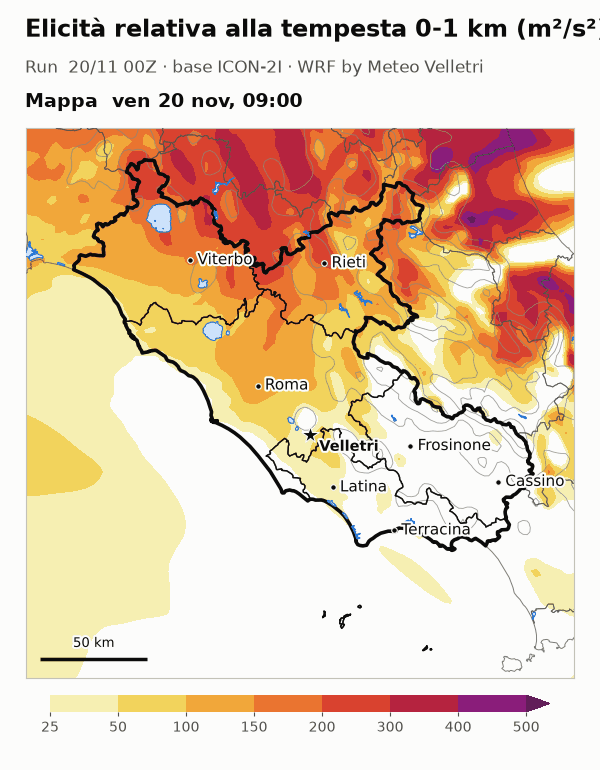 Elicità relativa alla tempesta 0-1 km (m²/s²)
Run  20/11 00Z · base ICON-2I · WRF by Meteo Velletri
Mappa  ven 20 nov, 09:00
Viterbo
Rieti
Roma
Velletri
Frosinone
Latina
Cassino
Terracina
50 km
25 50 100 150 200 300 400 500